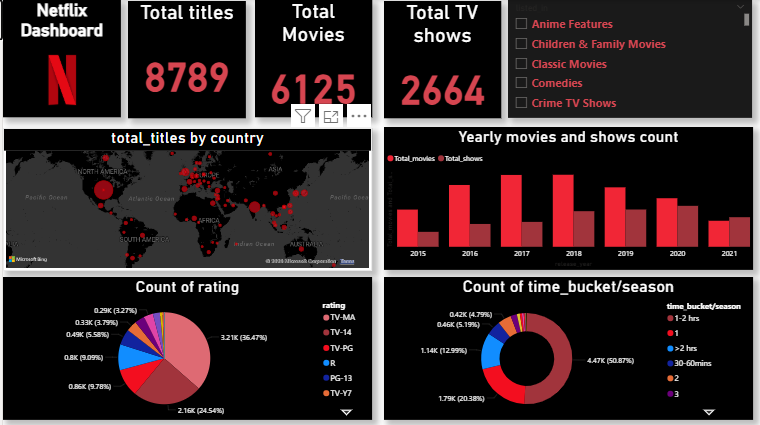 Netflix
Dashboard
Total titles
8789
Total
Movies
6125
Total TV
shows
2664
Anime Features
Children & Family Movies
Classic Movies
Comedies
Crime TV Shows
total_titles by country
NORTH AMERICA
EUROPE
ASIA
Pacific Ocean
Atlantic Ocean
Pacific Ocean
AFRICA
SOUTH AMERICA
Indian Ocean
AUSTRALIA
Microsoft Bing
Microsoft Corporation
Terms
Yearly movies and shows count
Total_movies
Total_shows
2015
2016
2017
2018
2019
2020
2021
Count of rating
0.29K (3.27%)
0.33K (3.79%)
0.49K (5.58%)
0.8K (9.09%)
0.86K (9.78%)
2.16K (24.54%)
3.21K (36.47%)
rating
TV-MA
TV-14
TV-PG
R
PG-13
TV-Y7
Count of time_bucket/season
0.42K (4.79%)
0.46K (5.19%)
1.14K (12.99%)
1.79K (20.38%)
4.47K (50.87%)
time_bucket/season
1-2 hrs
1
>2 hrs
30-60mins
2
3